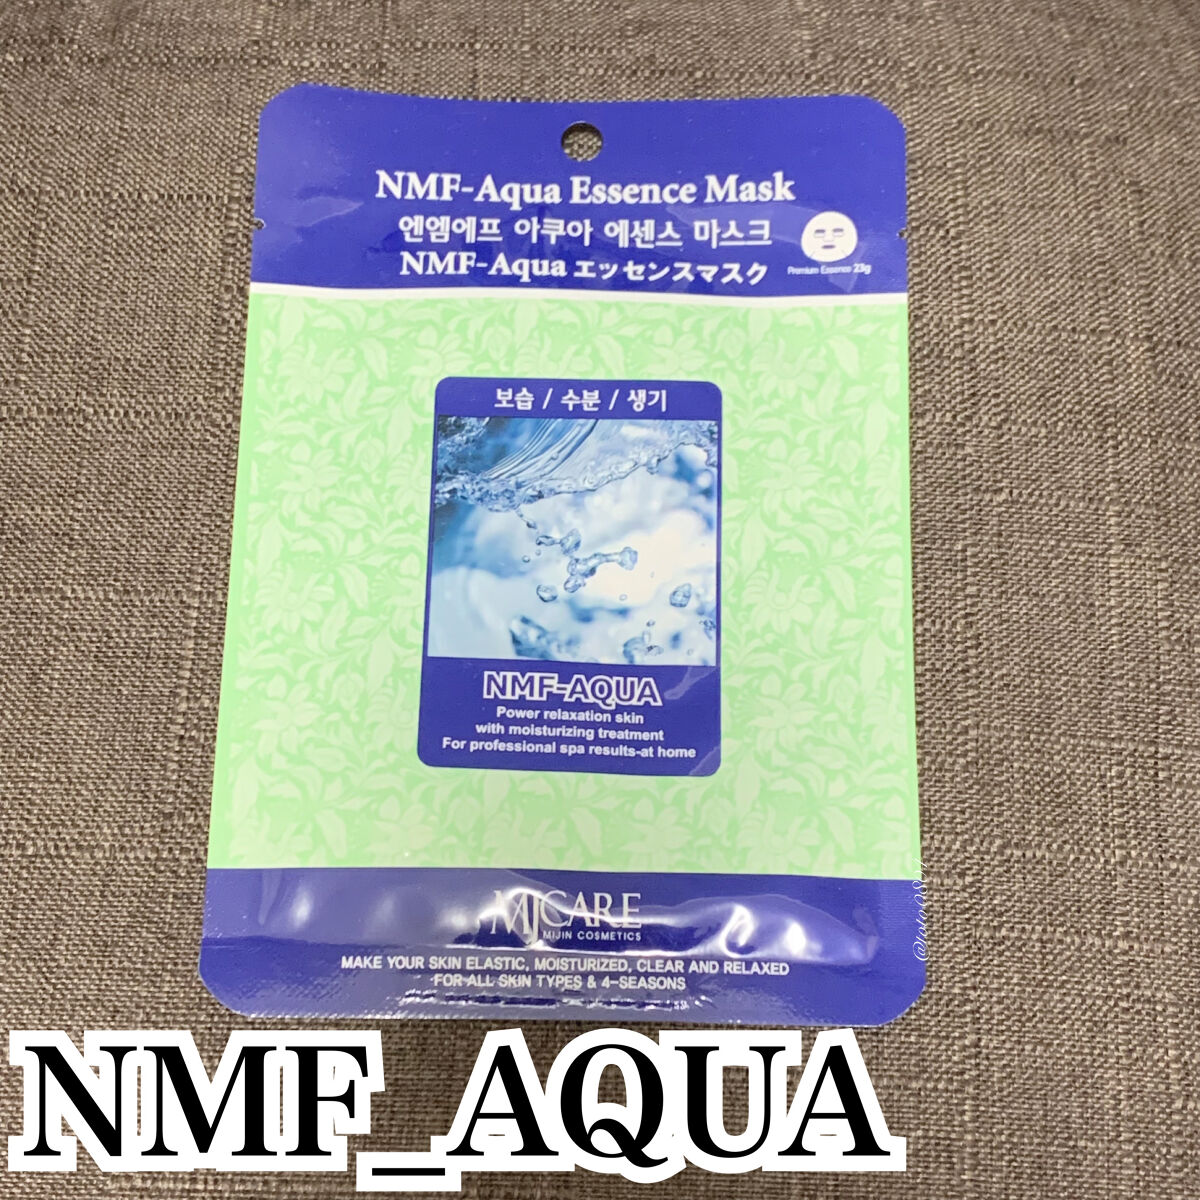 NMF-Aqua Essence Mask
엔엠에프 아쿠아 에센스 마스크
NMF-Aqua エッセンスマスク
Premium Essence 23g
보습 / 수분 / 생기
NMF-AQUA
Power relaxation skin
with moisturizing treatment
For professional spa results-at home
MJCARE
MIJIN COSMETICS
MAKE YOUR SKIN ELASTIC, MOISTURIZED, CLEAR AND RELAXED
FOR ALL SKIN TYPES & 4-SEASONS
NMF_AQUA